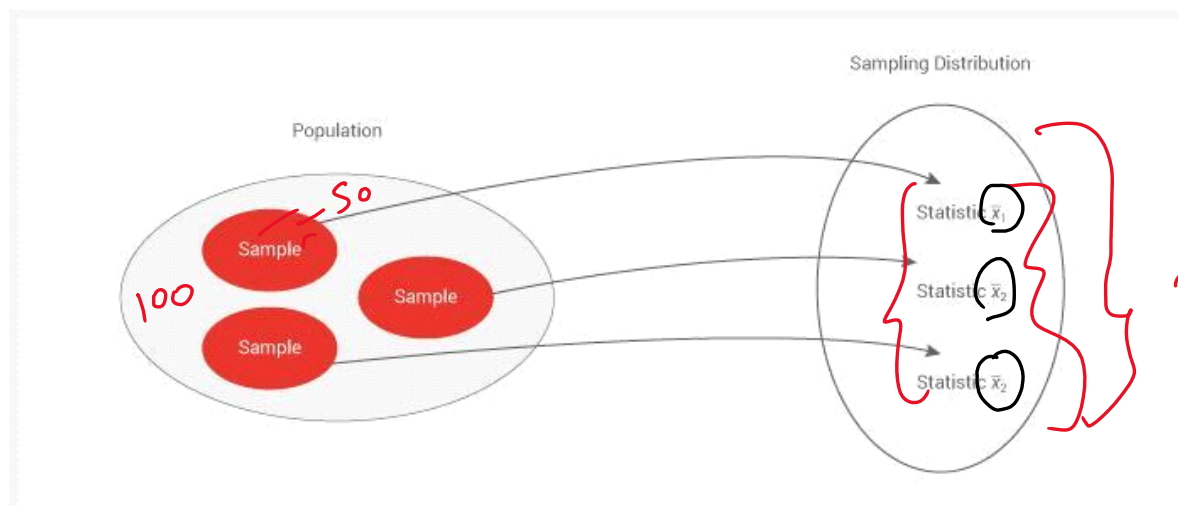 Sampling Distribution
Population
50
Sample
Statistic x̅₁
Sample
100
Statistic x̅₂
Sample
Statistic x̅₂